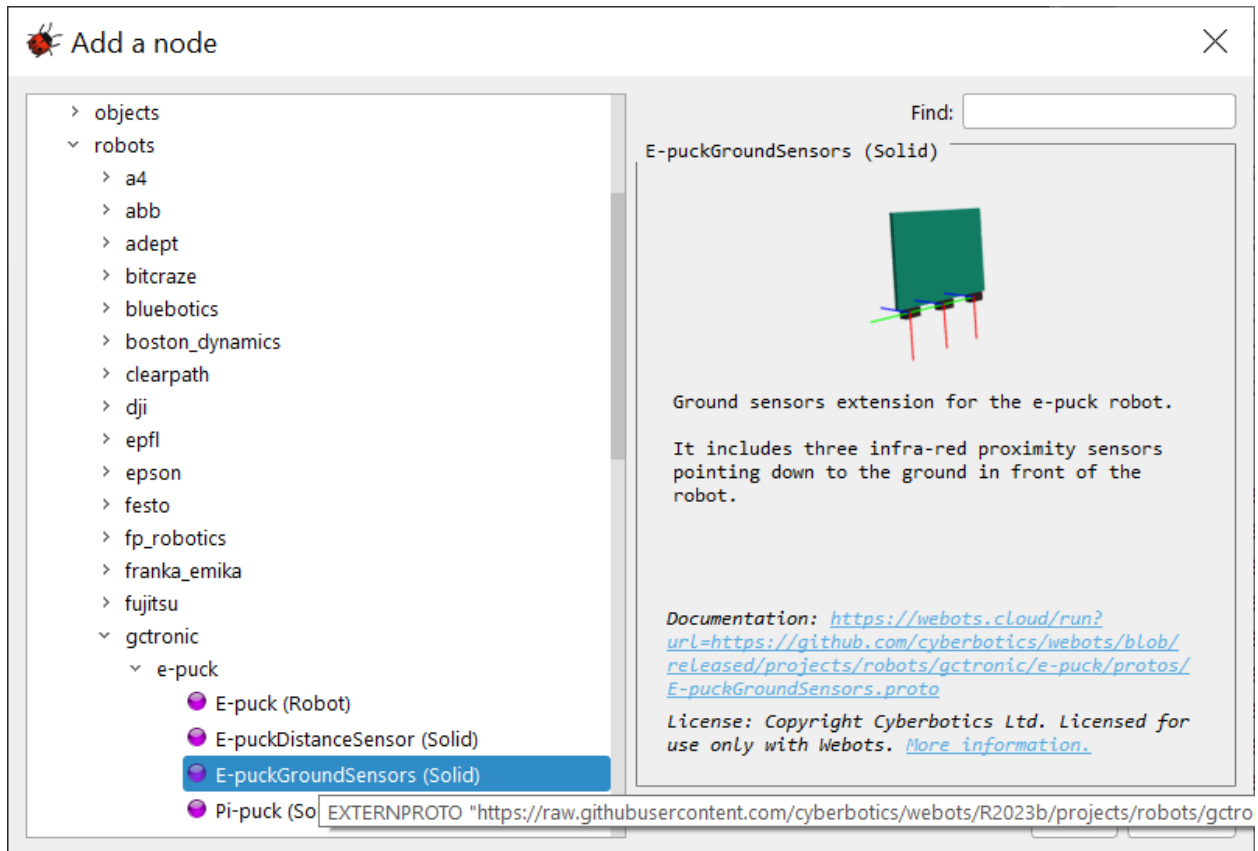 Add a node
objects
robots
a4
abb
adept
bitcraze
bluebotics
boston_dynamics
clearpath
dji
epfl
epson
festo
fp_robotics
franka_emika
fujitsu
gctronic
e-puck
E-puck (Robot)
E-puckDistanceSensor (Solid)
E-puckGroundSensors (Solid)
Pi-puck (So
EXTERNPROTO "https://raw.githubusercontent.com/cyberbotics/webots/R2023b/projects/robots/gctro
Find:
E-puckGroundSensors (Solid)
Ground sensors extension for the e-puck robot.
It includes three infra-red proximity sensors
pointing down to the ground in front of the
robot.
Documentation: https://webots.cloud/run?
url=https://github.com/cyberbotics/webots/blob/
released/projects/robots/gctronic/e-puck/protos/
E-puckGroundSensors.proto
License: Copyright Cyberbotics Ltd. Licensed for
use only with Webots. More information.